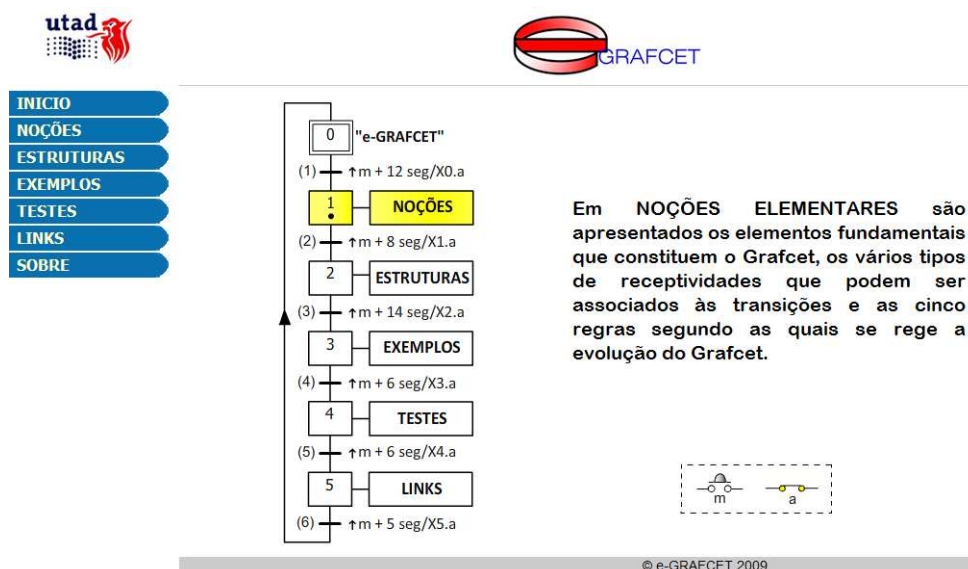 utad
GRAFCET
INICIO
NOÇÕES
ESTRUTURAS
EXEMPLOS
TESTES
LINKS
SOBRE
0 "e-GRAFCET"
(1) ↑m + 12 seg/X0.a
1 NOÇÕES
(2) ↑m + 8 seg/X1.a
2 ESTRUTURAS
(3) ↑m + 14 seg/X2.a
3 EXEMPLOS
(4) ↑m + 6 seg/X3.a
4 TESTES
(5) ↑m + 6 seg/X4.a
5 LINKS
(6) ↑m + 5 seg/X5.a
Em NOÇÕES ELEMENTARES são
apresentados os elementos fundamentais
que constituem o Grafcet, os vários tipos
de receptividades que podem ser
associados às transições e as cinco
regras segundo as quais se rege a
evolução do Grafcet.
m a
© e-GRAFCET 2009